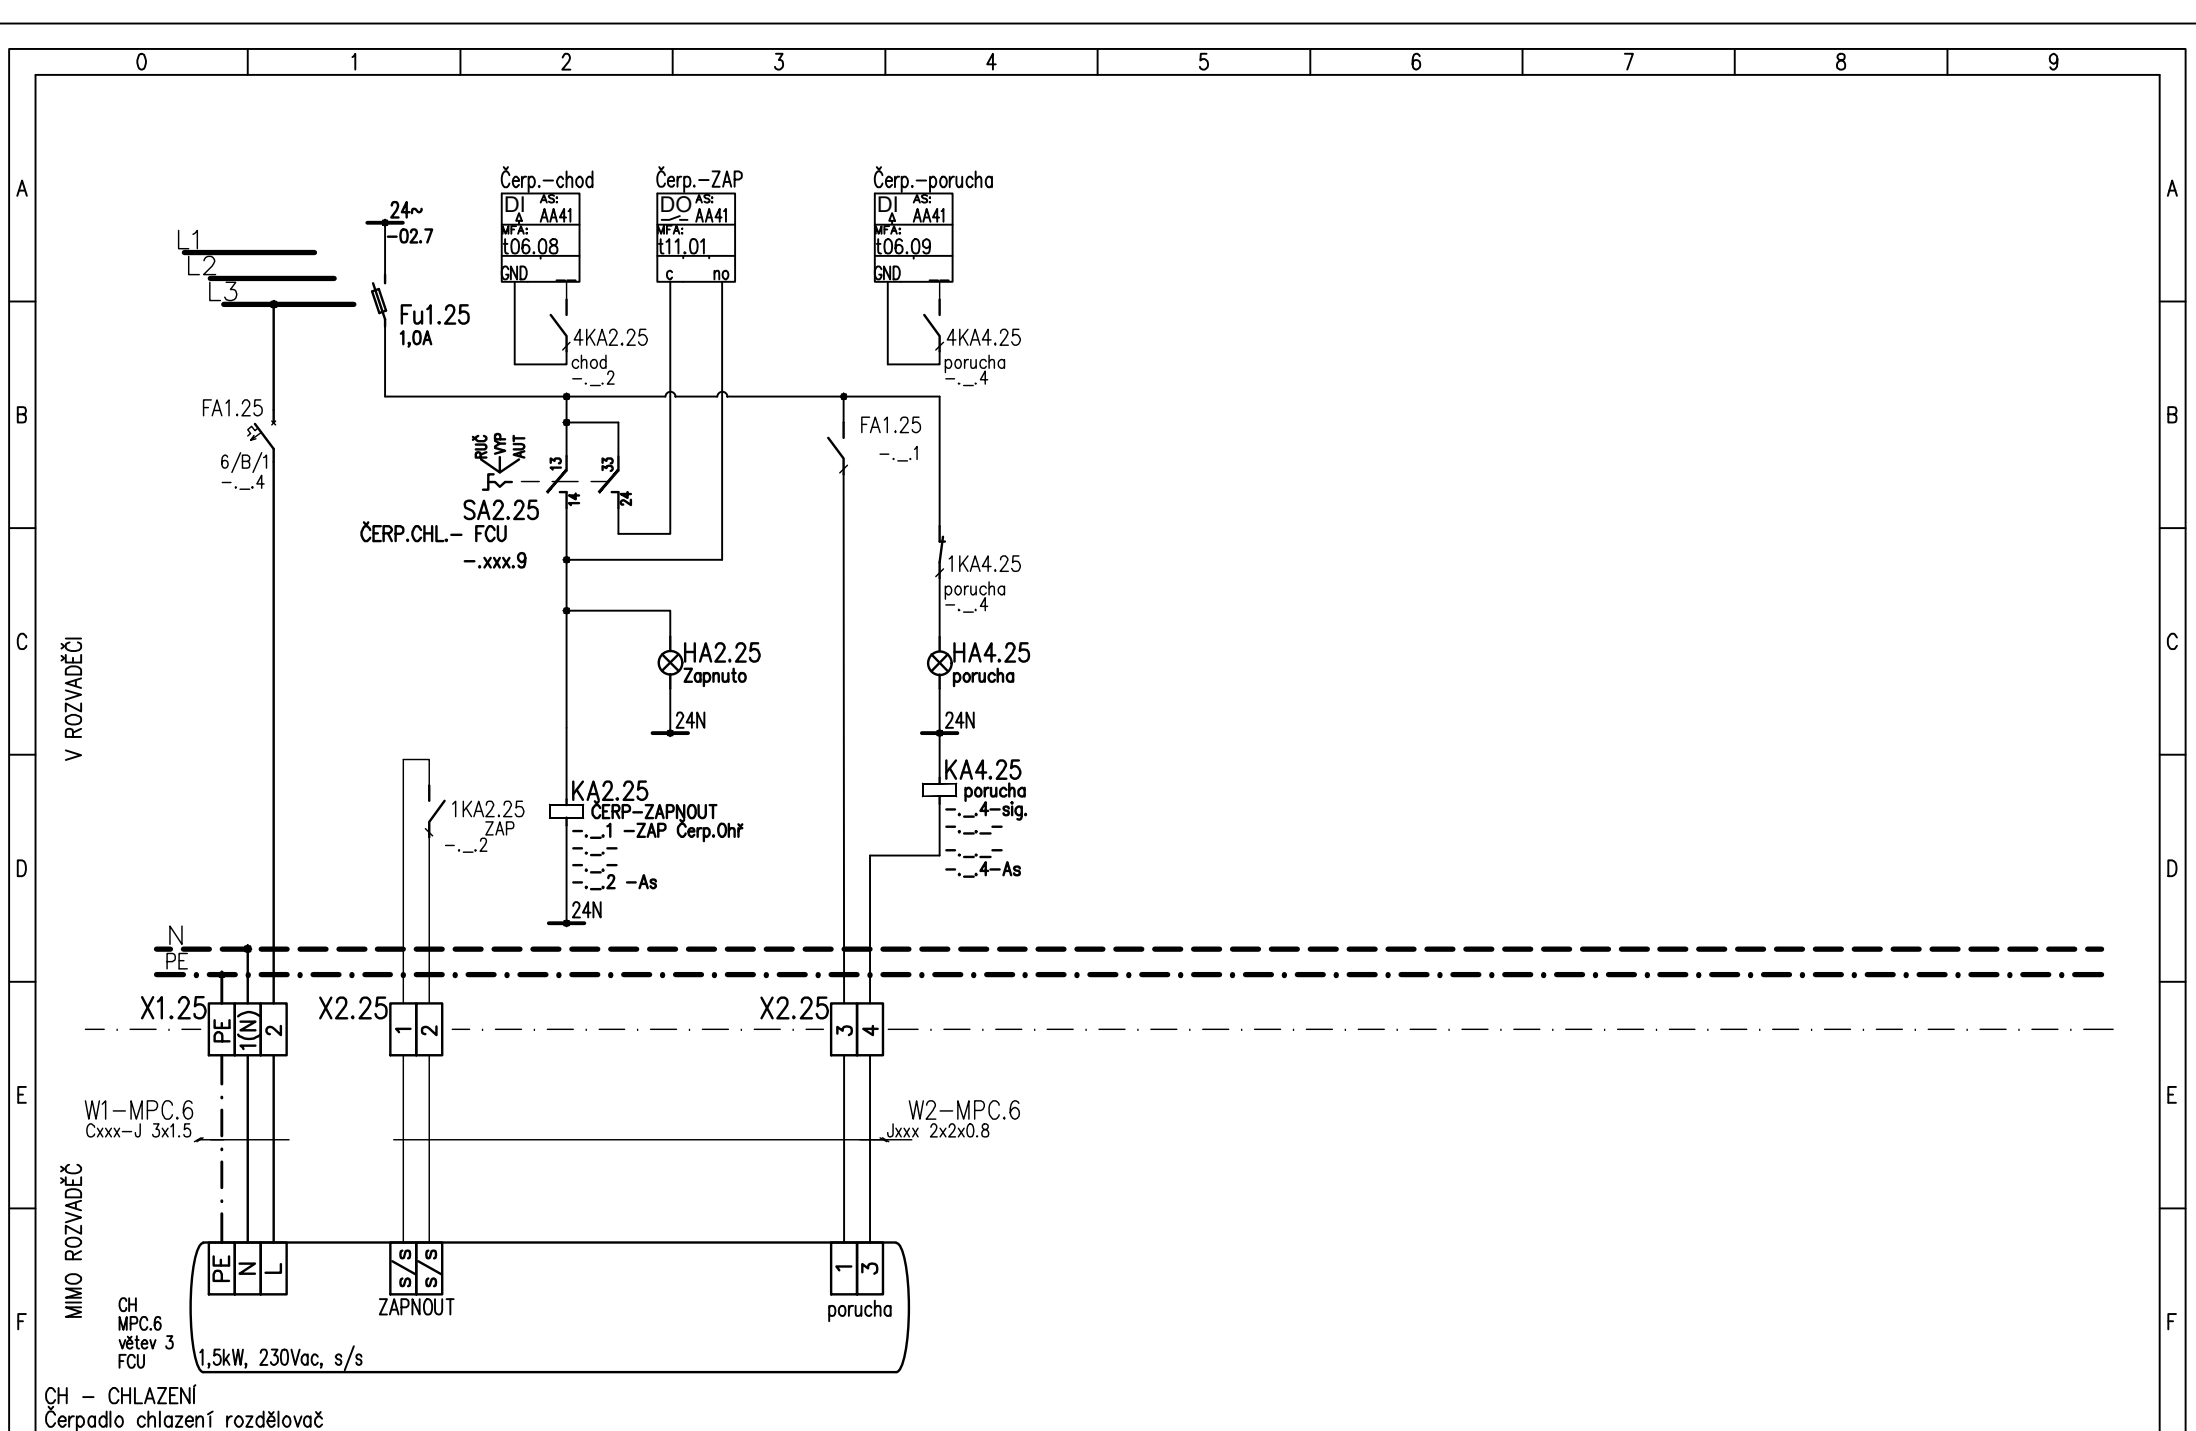 0 1 2 3 4 5 6 7 8 9
A A
B B
C C
D D
E E
F F
L1
L2
L3
24~
-02.7
Fu1.25
1,0A
FA1.25
6/B/1
-._.4
Čerp.-chod
DI AS:
AA41
MFA:
t06.08
GND
4KA2.25
chod
-._.2
Čerp.-ZAP
DO AS:
AA41
MFA:
t11.01
c no
Čerp.-porucha
DI AS:
AA41
MFA:
t06.09
GND
4KA4.25
porucha
-._.4
RUČ
VYP
AUT
13
14
33
24
SA2.25
ČERP.CHL.- FCU
-.xxx.9
FA1.25
-._.1
1KA4.25
porucha
-._.4
HA2.25
Zapnuto
24N
HA4.25
porucha
24N
V ROZVADĚČI
1KA2.25
ZAP
-._.2
KA2.25
ČERP-ZAPNOUT
-._.1 -ZAP Čerp.Ohř
-._.-
-._.-
-._.2 -As
24N
KA4.25
porucha
-._.4-sig.
-._._-
-._._-
-._.4-As
N
PE
X1.25 PE 1(N) 2
X2.25 1 2
X2.25 3 4
W1-MPC.6
Cxxx-J 3x1.5
W2-MPC.6
Jxxx 2x2x0.8
MIMO ROZVADĚČ
PE N L
s/s s/s
ZAPNOUT
1 3
porucha
CH
MPC.6
větev 3
FCU
1,5kW, 230Vac, s/s
CH - CHLAZENÍ
Čerpadlo chlazení rozdělovač